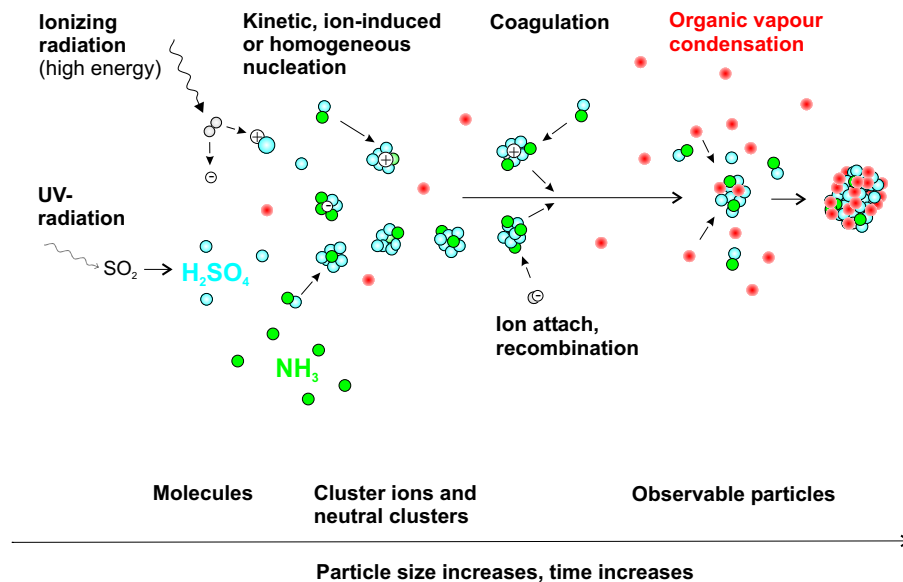 Ionizing
radiation
(high energy)
Kinetic, ion-induced
or homogeneous
nucleation
Coagulation
Organic vapour
condensation
+
-
+
-
+
UV-
radiation
SO₂
H₂SO₄
NH₃
-
Ion attach,
recombination
Molecules
Cluster ions and
neutral clusters
Observable particles
Particle size increases, time increases